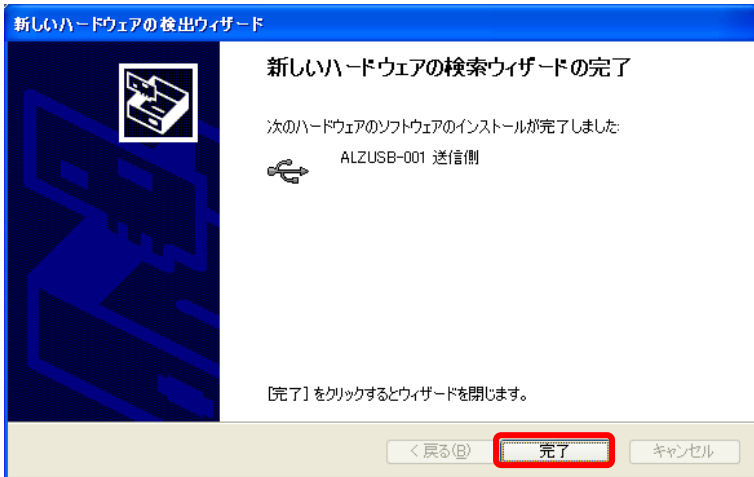 新しいハードウェアの検出ウィザード
新しいハードウェアの検索ウィザードの完了
次のハードウェアのソフトウェアのインストールが完了しました:
ALZUSB-001 送信側
[完了] をクリックするとウィザードを閉じます。
< 戻る(B) 完了 キャンセル